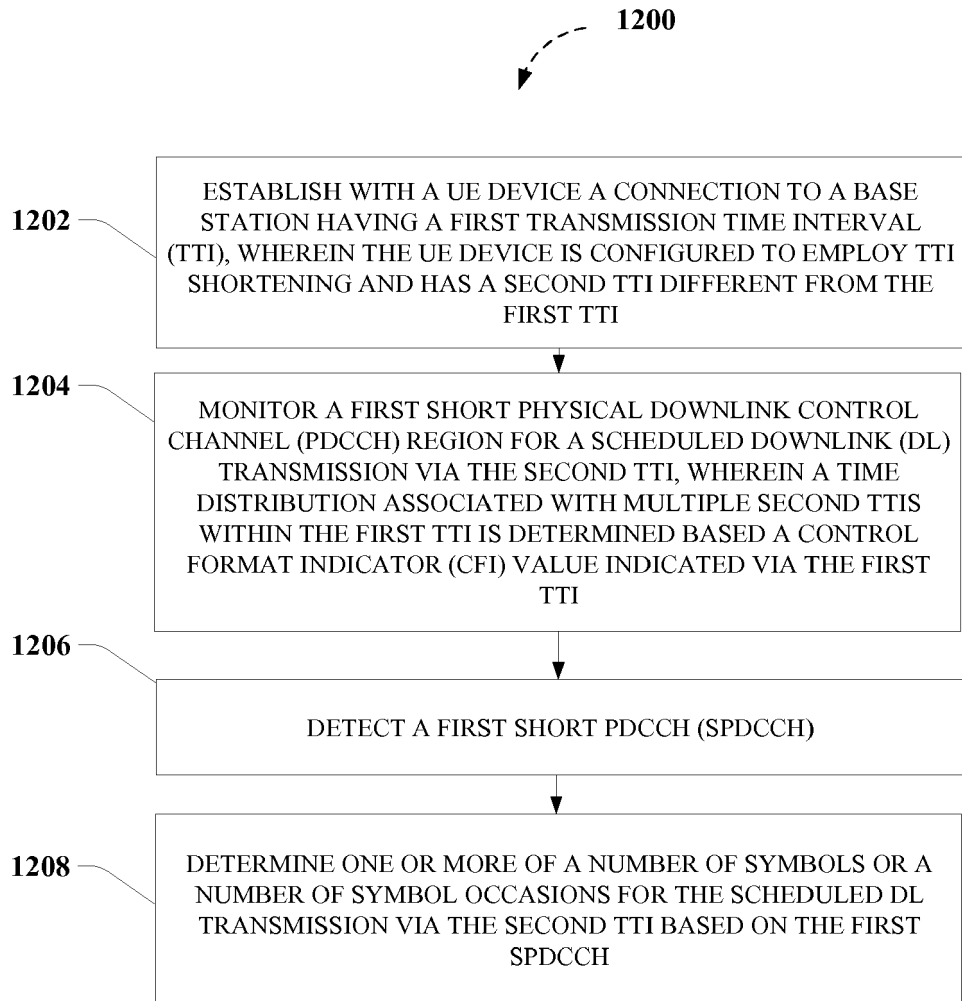 1200
1202
ESTABLISH WITH A UE DEVICE A CONNECTION TO A BASE
STATION HAVING A FIRST TRANSMISSION TIME INTERVAL
(TTI), WHEREIN THE UE DEVICE IS CONFIGURED TO EMPLOY TTI
SHORTENING AND HAS A SECOND TTI DIFFERENT FROM THE
FIRST TTI
1204
MONITOR A FIRST SHORT PHYSICAL DOWNLINK CONTROL
CHANNEL (PDCCH) REGION FOR A SCHEDULED DOWNLINK (DL)
TRANSMISSION VIA THE SECOND TTI, WHEREIN A TIME
DISTRIBUTION ASSOCIATED WITH MULTIPLE SECOND TTIS
WITHIN THE FIRST TTI IS DETERMINED BASED A CONTROL
FORMAT INDICATOR (CFI) VALUE INDICATED VIA THE FIRST
TTI
1206
DETECT A FIRST SHORT PDCCH (SPDCCH)
1208
DETERMINE ONE OR MORE OF A NUMBER OF SYMBOLS OR A
NUMBER OF SYMBOL OCCASIONS FOR THE SCHEDULED DL
TRANSMISSION VIA THE SECOND TTI BASED ON THE FIRST
SPDCCH